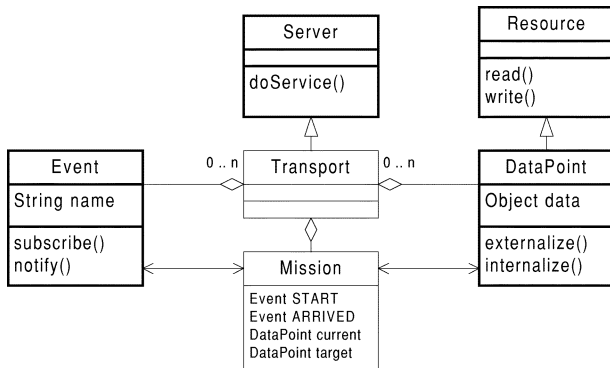 Server
doService()
Resource
read()
write()
Event
String name
subscribe()
notify()
0 .. n
Transport
0 .. n
DataPoint
Object data
externalize()
internalize()
Mission
Event START
Event ARRIVED
DataPoint current
DataPoint target